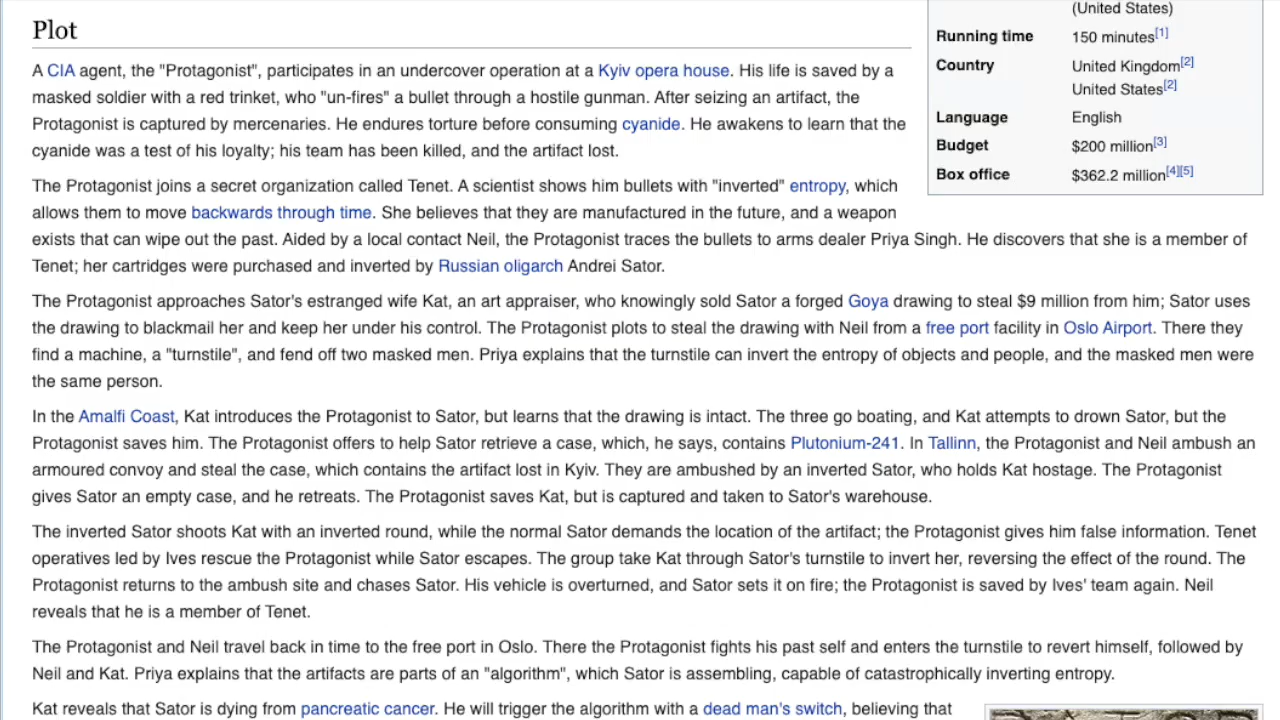 Plot
A CIA agent, the "Protagonist", participates in an undercover operation at a Kyiv opera house. His life is saved by a
masked soldier with a red trinket, who "un-fires" a bullet through a hostile gunman. After seizing an artifact, the
Protagonist is captured by mercenaries. He endures torture before consuming cyanide. He awakens to learn that the
cyanide was a test of his loyalty; his team has been killed, and the artifact lost.
(United States)
Running time 150 minutes[1]
Country United Kingdom[2]
United States[2]
Language English
Budget $200 million[3]
Box office $362.2 million[4][5]
The Protagonist joins a secret organization called Tenet. A scientist shows him bullets with "inverted" entropy, which
allows them to move backwards through time. She believes that they are manufactured in the future, and a weapon
exists that can wipe out the past. Aided by a local contact Neil, the Protagonist traces the bullets to arms dealer Priya Singh. He discovers that she is a member of
Tenet; her cartridges were purchased and inverted by Russian oligarch Andrei Sator.
The Protagonist approaches Sator's estranged wife Kat, an art appraiser, who knowingly sold Sator a forged Goya drawing to steal $9 million from him; Sator uses
the drawing to blackmail her and keep her under his control. The Protagonist plots to steal the drawing with Neil from a free port facility in Oslo Airport. There they
find a machine, a "turnstile", and fend off two masked men. Priya explains that the turnstile can invert the entropy of objects and people, and the masked men were
the same person.
In the Amalfi Coast, Kat introduces the Protagonist to Sator, but learns that the drawing is intact. The three go boating, and Kat attempts to drown Sator, but the
Protagonist saves him. The Protagonist offers to help Sator retrieve a case, which, he says, contains Plutonium-241. In Tallinn, the Protagonist and Neil ambush an
armoured convoy and steal the case, which contains the artifact lost in Kyiv. They are ambushed by an inverted Sator, who holds Kat hostage. The Protagonist
gives Sator an empty case, and he retreats. The Protagonist saves Kat, but is captured and taken to Sator's warehouse.
The inverted Sator shoots Kat with an inverted round, while the normal Sator demands the location of the artifact; the Protagonist gives him false information. Tenet
operatives led by Ives rescue the Protagonist while Sator escapes. The group take Kat through Sator's turnstile to invert her, reversing the effect of the round. The
Protagonist returns to the ambush site and chases Sator. His vehicle is overturned, and Sator sets it on fire; the Protagonist is saved by Ives' team again. Neil
reveals that he is a member of Tenet.
The Protagonist and Neil travel back in time to the free port in Oslo. There the Protagonist fights his past self and enters the turnstile to revert himself, followed by
Neil and Kat. Priya explains that the artifacts are parts of an "algorithm", which Sator is assembling, capable of catastrophically inverting entropy.
Kat reveals that Sator is dying from pancreatic cancer. He will trigger the algorithm with a dead man's switch, believing that